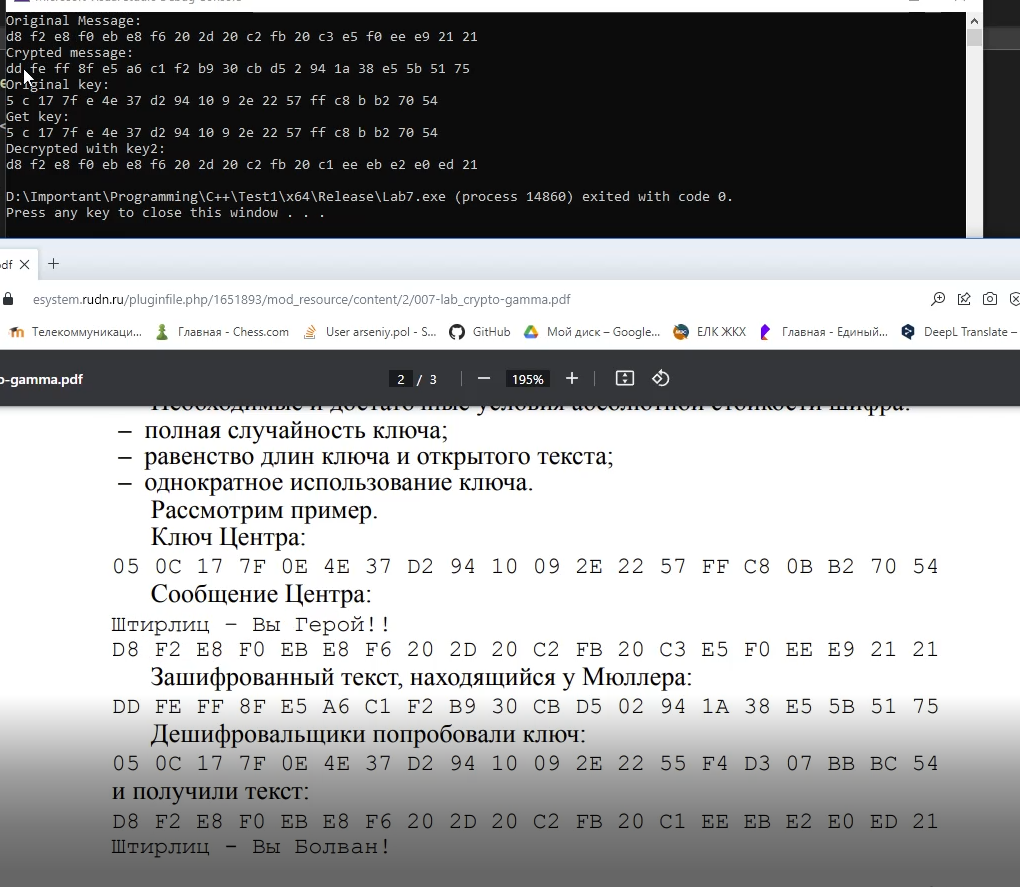 Microsoft Visual Studio Debug Console
Original Message:
d8 f2 e8 f0 eb e8 f6 20 2d 20 c2 fb 20 c3 e5 f0 ee e9 21 21
Crypted message:
dd fe ff 8f e5 a6 c1 f2 b9 30 cb d5 2 94 1a 38 e5 5b 51 75
Original key:
5 c 17 7f e 4e 37 d2 94 10 9 2e 22 57 ff c8 b b2 70 54
Get key:
5 c 17 7f e 4e 37 d2 94 10 9 2e 22 57 ff c8 b b2 70 54
Decrypted with key2:
d8 f2 e8 f0 eb e8 f6 20 2d 20 c2 fb 20 c1 ee eb e2 e0 ed 21
D:\Important\Programming\C++\Test1\x64\Release\Lab7.exe (process 14860) exited with code 0.
Press any key to close this window . . .
df
esystem.rudn.ru/pluginfile.php/1651893/mod_resource/content/2/007-lab_crypto-gamma.pdf
Телекоммуникаци... Главная - Chess.com User arseniy.pol - S... GitHub Мой диск – Google... ЕЛК ЖКХ Главная - Единый... DeepL Translate –
o-gamma.pdf 2 / 3 195%
Необходимые и достаточные условия абсолютной стойкости шифра:
– полная случайность ключа;
– равенство длин ключа и открытого текста;
– однократное использование ключа.
Рассмотрим пример.
Ключ Центра:
05 0C 17 7F 0E 4E 37 D2 94 10 09 2E 22 57 FF C8 0B B2 70 54
Сообщение Центра:
Штирлиц – Вы Герой!!
D8 F2 E8 F0 EB E8 F6 20 2D 20 C2 FB 20 C3 E5 F0 EE E9 21 21
Зашифрованный текст, находящийся у Мюллера:
DD FE FF 8F E5 A6 C1 F2 B9 30 CB D5 02 94 1A 38 E5 5B 51 75
Дешифровальщики попробовали ключ:
05 0C 17 7F 0E 4E 37 D2 94 10 09 2E 22 55 F4 D3 07 BB BC 54
и получили текст:
D8 F2 E8 F0 EB E8 F6 20 2D 20 C2 FB 20 C1 EE EB E2 E0 ED 21
Штирлиц - Вы Болван!